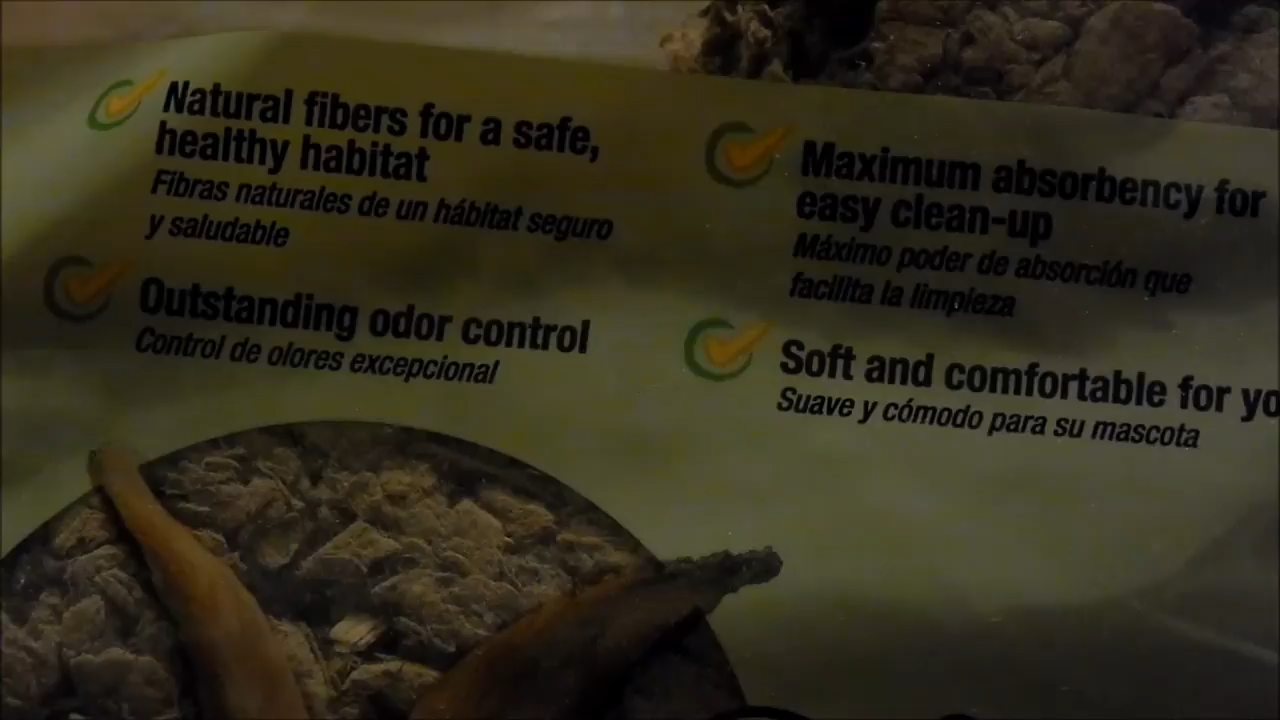 Natural fibers for a safe,
healthy habitat
Fibras naturales de un hábitat seguro
y saludable
Outstanding odor control
Control de olores excepcional
Maximum absorbency for
easy clean-up
Máximo poder de absorción que
facilita la limpieza
Soft and comfortable for
Suave y cómodo para su mascota